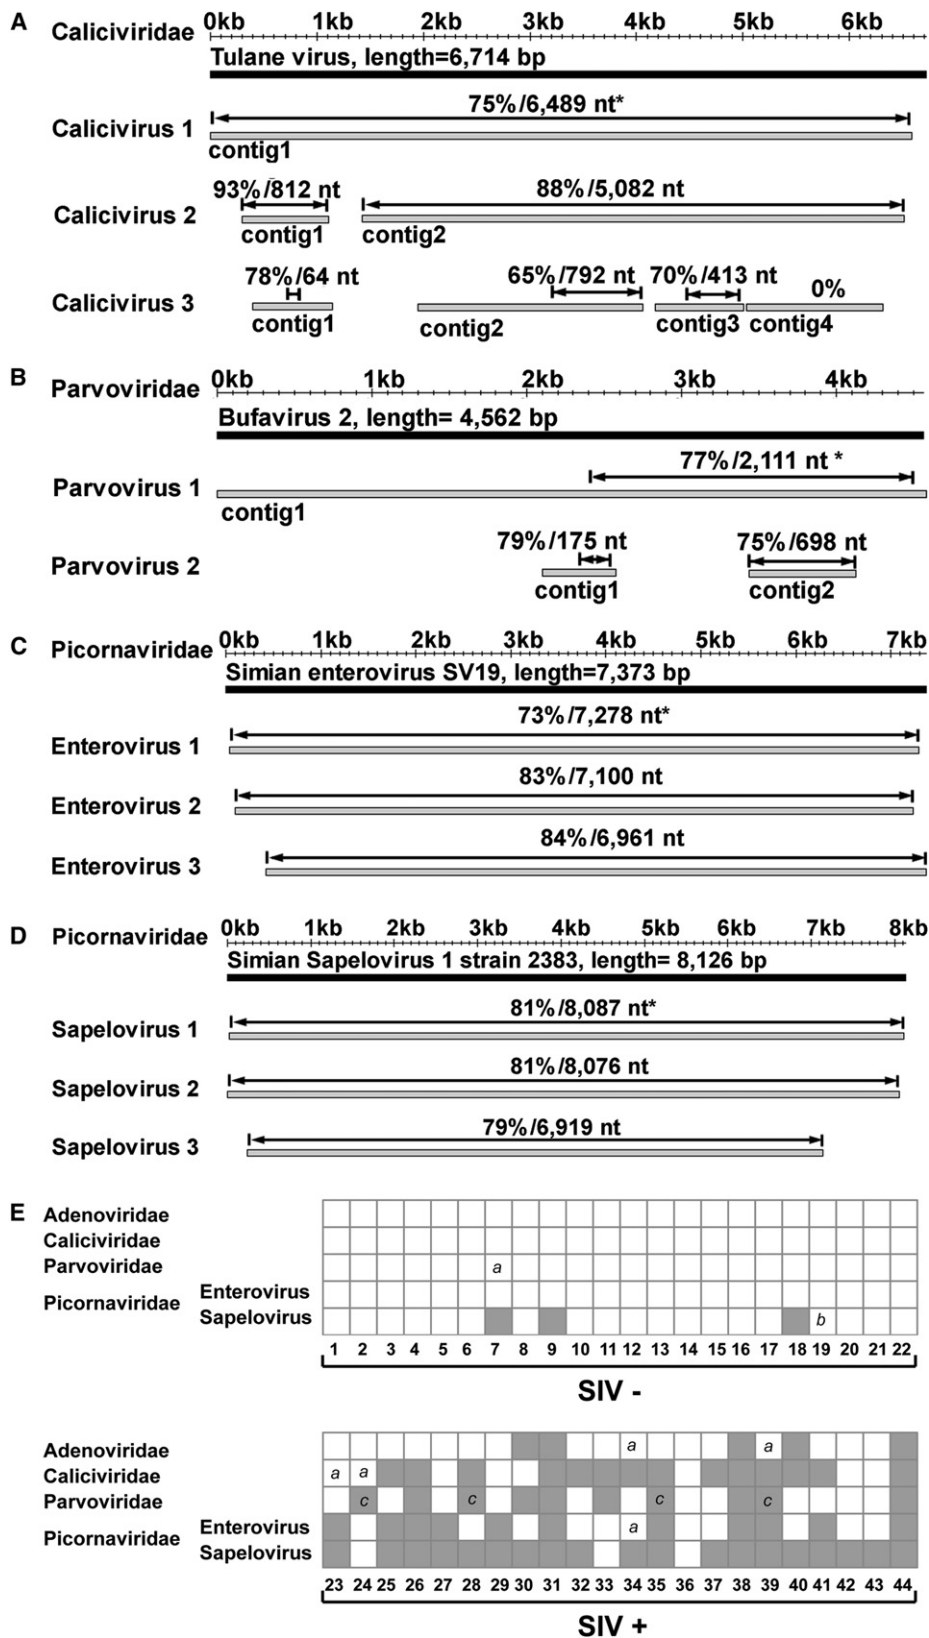 A Caliciviridae 0kb 1kb 2kb 3kb 4kb 5kb 6kb
Tulane virus, length=6,714 bp
75%/6,489 nt*
Calicivirus 1
contig1
93%/812 nt 88%/5,082 nt
Calicivirus 2
contig1 contig2
78%/64 nt 65%/792 nt 70%/413 nt 0%
Calicivirus 3
contig1 contig2 contig3 contig4
B Parvoviridae 0kb 1kb 2kb 3kb 4kb
Bufavirus 2, length= 4,562 bp
77%/2,111 nt *
Parvovirus 1
contig1
79%/175 nt 75%/698 nt
Parvovirus 2
contig1 contig2
C Picornaviridae 0kb 1kb 2kb 3kb 4kb 5kb 6kb 7kb
Simian enterovirus SV19, length=7,373 bp
73%/7,278 nt*
Enterovirus 1
83%/7,100 nt
Enterovirus 2
84%/6,961 nt
Enterovirus 3
D Picornaviridae 0kb 1kb 2kb 3kb 4kb 5kb 6kb 7kb 8kb
Simian Sapelovirus 1 strain 2383, length= 8,126 bp
81%/8,087 nt*
Sapelovirus 1
81%/8,076 nt
Sapelovirus 2
79%/6,919 nt
Sapelovirus 3
E Adenoviridae
Caliciviridae
Parvoviridae a
Picornaviridae Enterovirus
Sapelovirus b
1 2 3 4 5 6 7 8 9 10 11 12 13 14 15 16 17 18 19 20 21 22
SIV -
Adenoviridae a a
Caliciviridae a a
Parvoviridae c c c c
Picornaviridae Enterovirus a
Sapelovirus
23 24 25 26 27 28 29 30 31 32 33 34 35 36 37 38 39 40 41 42 43 44
SIV +